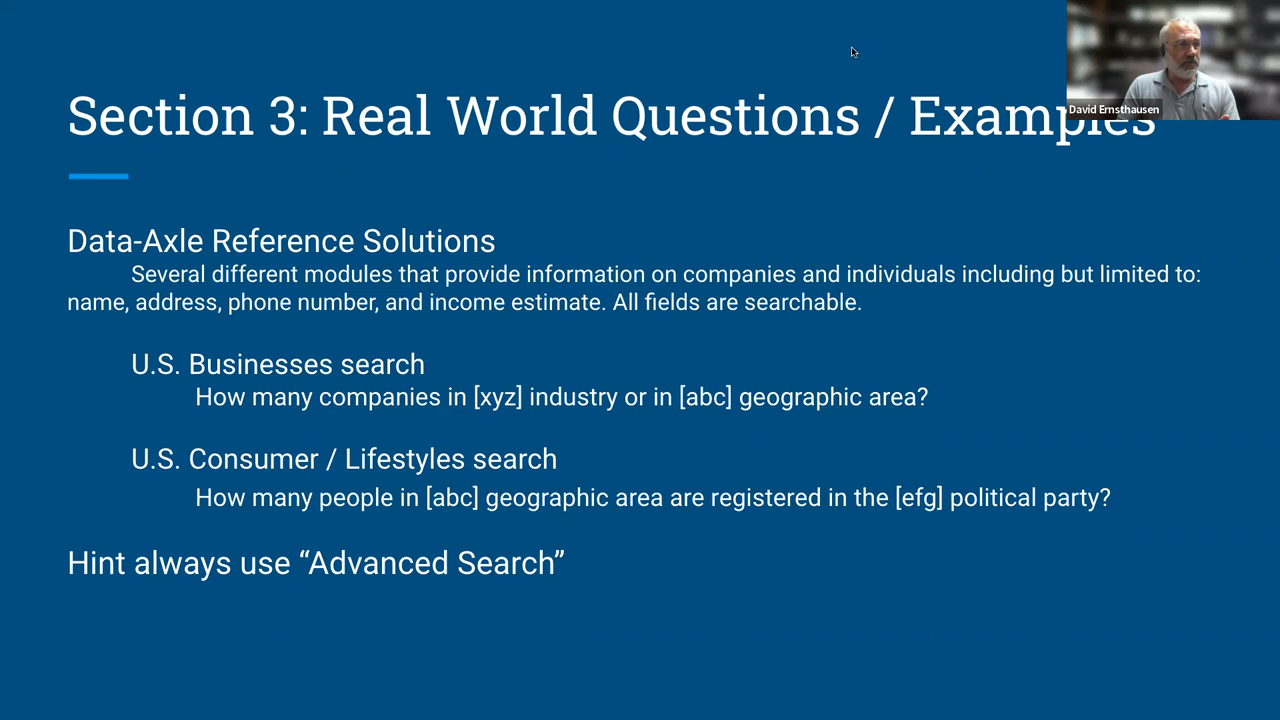 Section 3: Real World Questions / Examples
David Ernsthausen
Data-Axle Reference Solutions
Several different modules that provide information on companies and individuals including but limited to:
name, address, phone number, and income estimate. All fields are searchable.
U.S. Businesses search
How many companies in [xyz] industry or in [abc] geographic area?
U.S. Consumer / Lifestyles search
How many people in [abc] geographic area are registered in the [efg] political party?
Hint always use “Advanced Search”